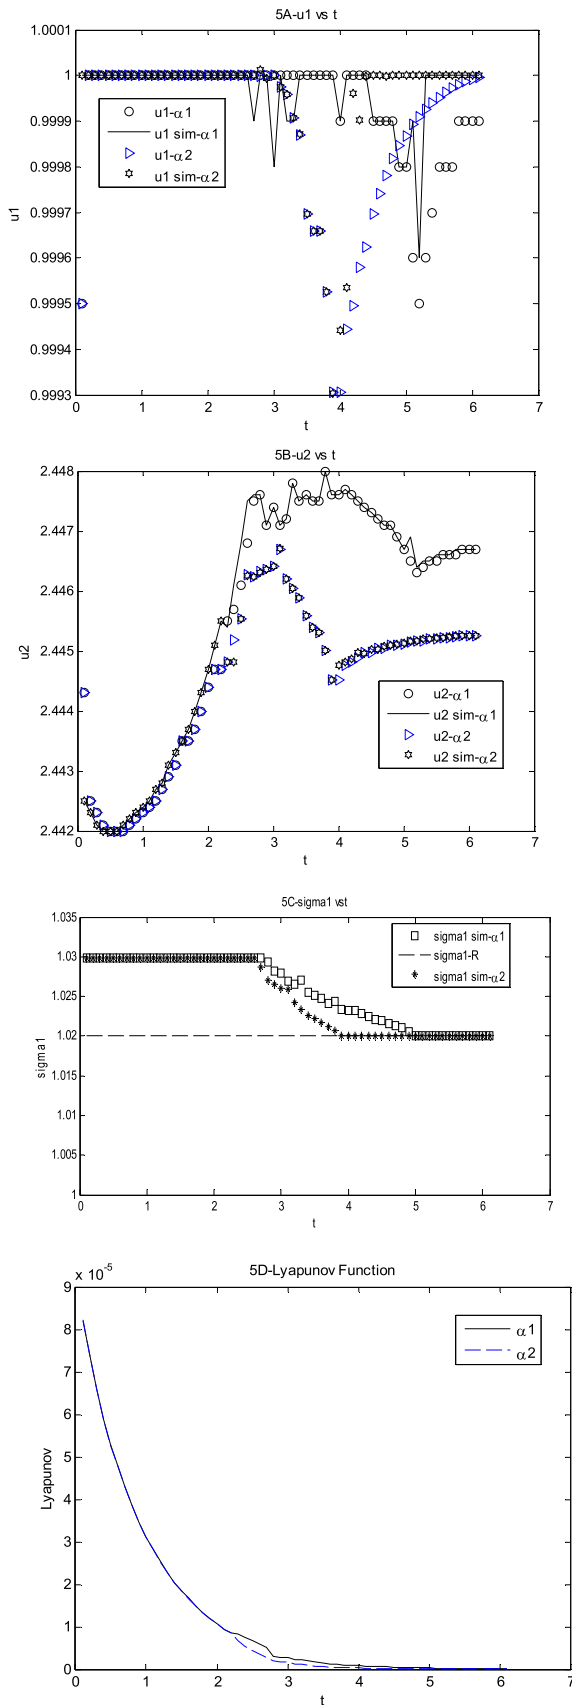 5A-u1 vs t
1.0001
1
0.9999
0.9998
0.9997
0.9996
0.9995
0.9994
0.9993
u1
u1-α1
u1 sim-α1
u1-α2
u1 sim-α2
0 1 2 3 4 5 6 7
t
5B-u2 vs t
2.448
2.447
2.446
2.445
2.444
2.443
2.442
u2
u2-α1
u2 sim-α1
u2-α2
u2 sim-α2
0 1 2 3 4 5 6 7
t
5C-sigma1 vst
1.035
1.03
1.025
1.02
1.015
1.01
1.005
1
sigma1
sigma1 sim-α1
sigma1-R
sigma1 sim-α2
0 1 2 3 4 5 6 7
t
x 10-5
5D-Lyapunov Function
9
8
7
6
5
4
3
2
1
0
Lyapunov
α1
α2
0 1 2 3 4 5 6 7
t